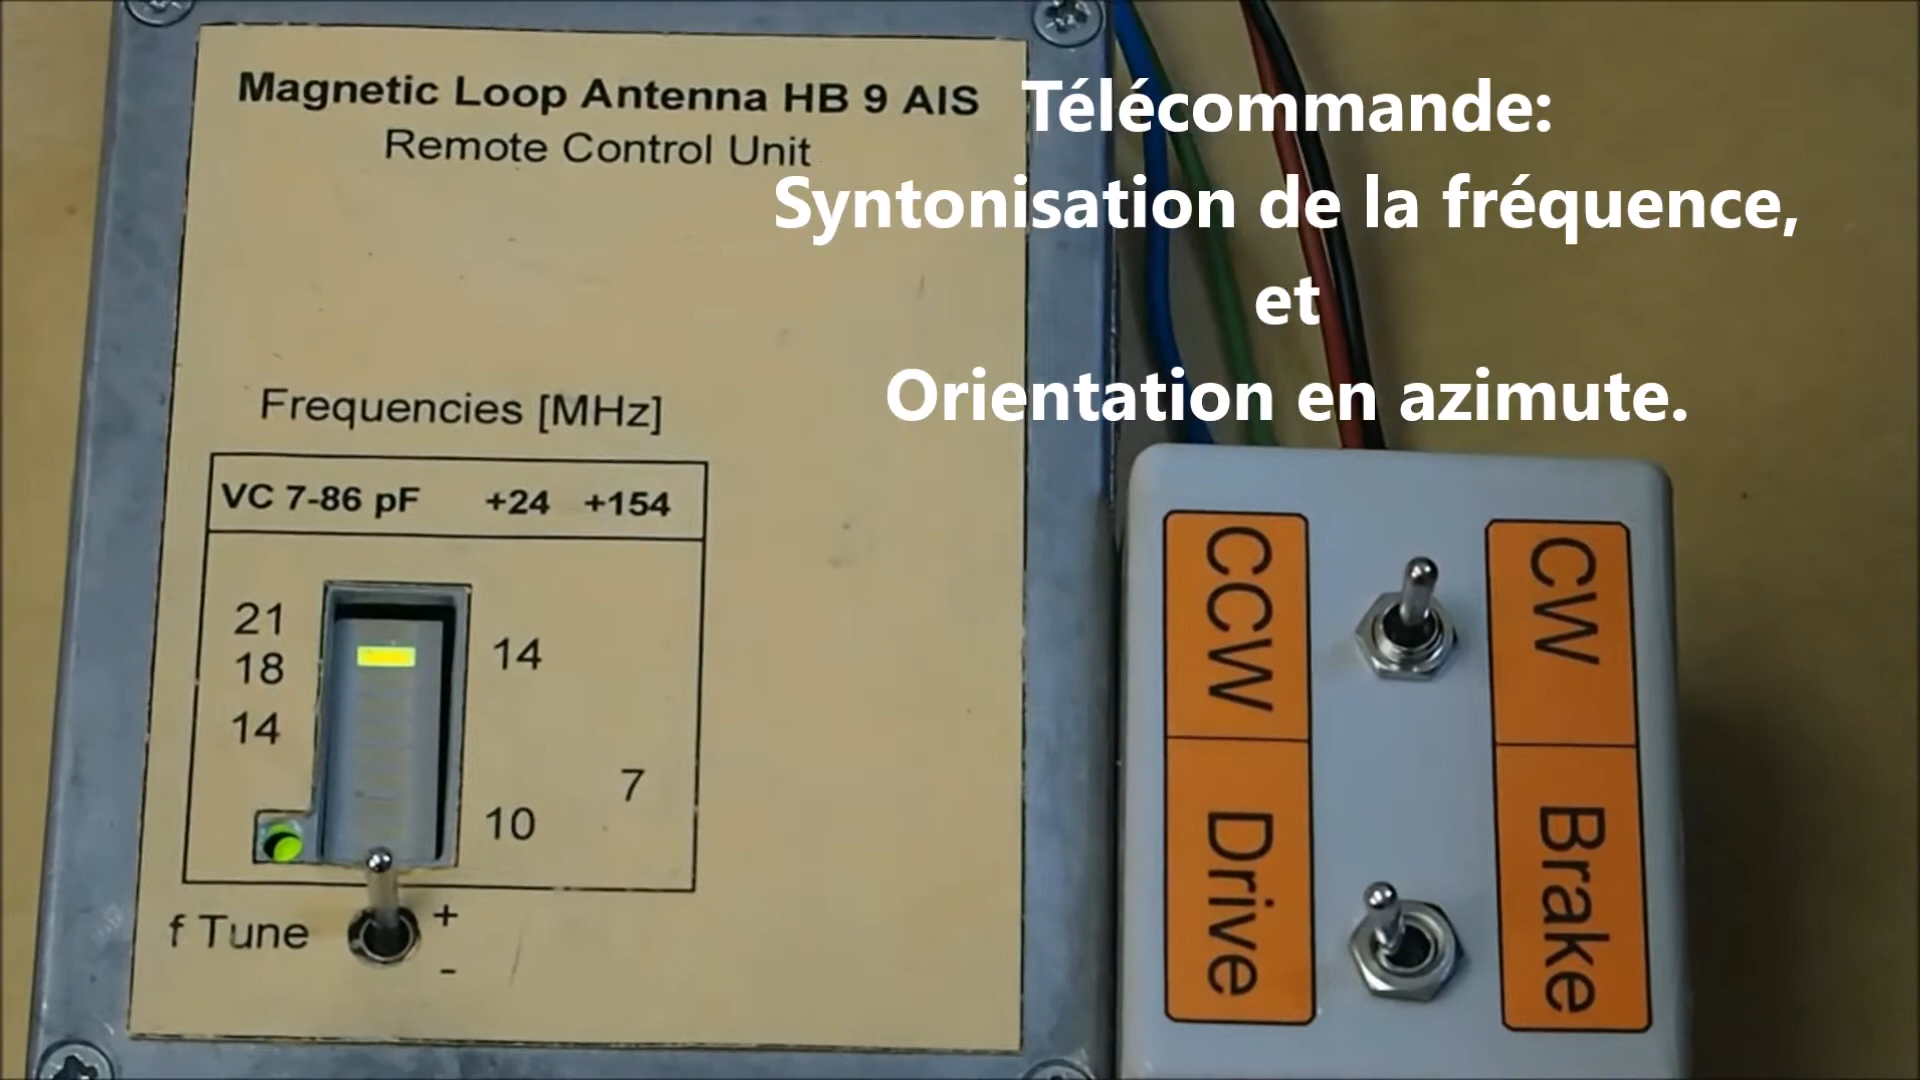 Magnetic Loop Antenna HB 9 AIS
Remote Control Unit
Télécommande:
Syntonisation de la fréquence,
et
Orientation en azimute.
Frequencies [MHz]
VC 7-86 pF +24 +154
21
18
14
14
7
10
f Tune
+
-
CCW
CW
Drive
Brake